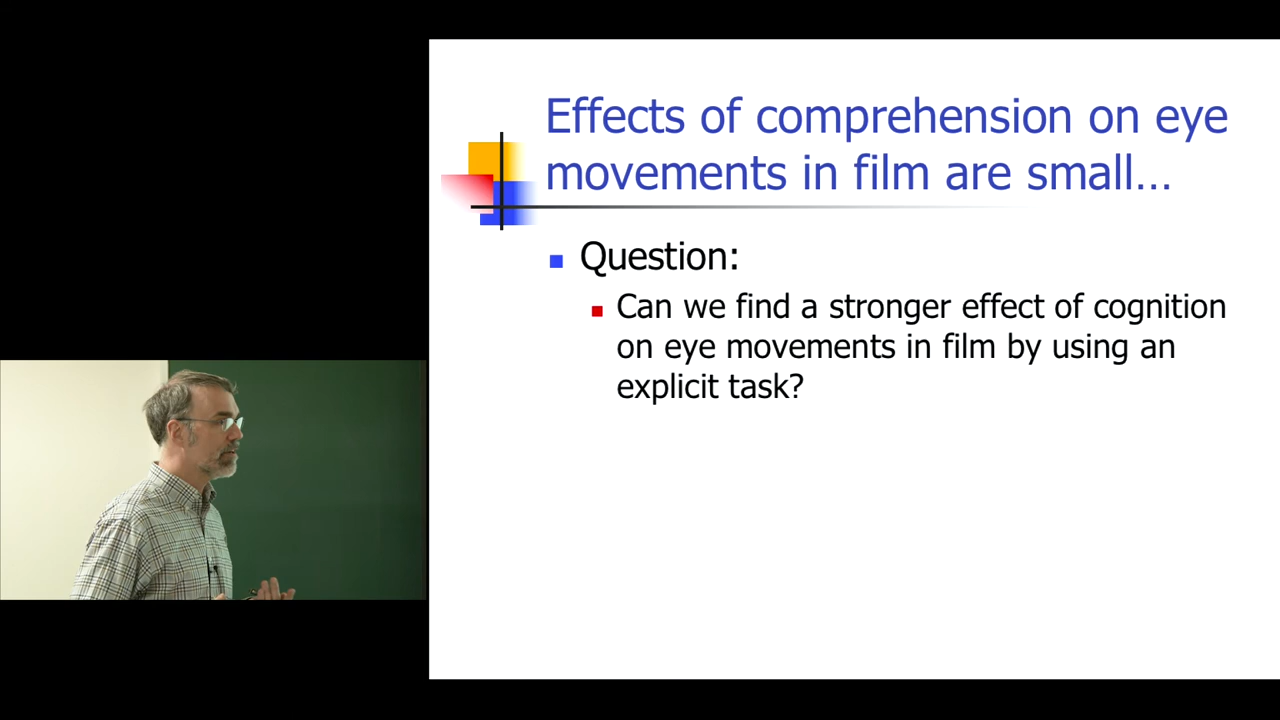 Effects of comprehension on eye
movements in film are small…
Question:
Can we find a stronger effect of cognition
on eye movements in film by using an
explicit task?